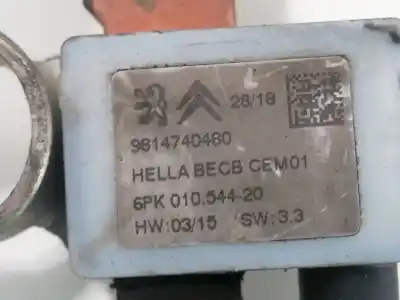 28/18
9814740480
HELLA BECB CEM01
6PK 010.544-20
HW:03/15 SW:3.3